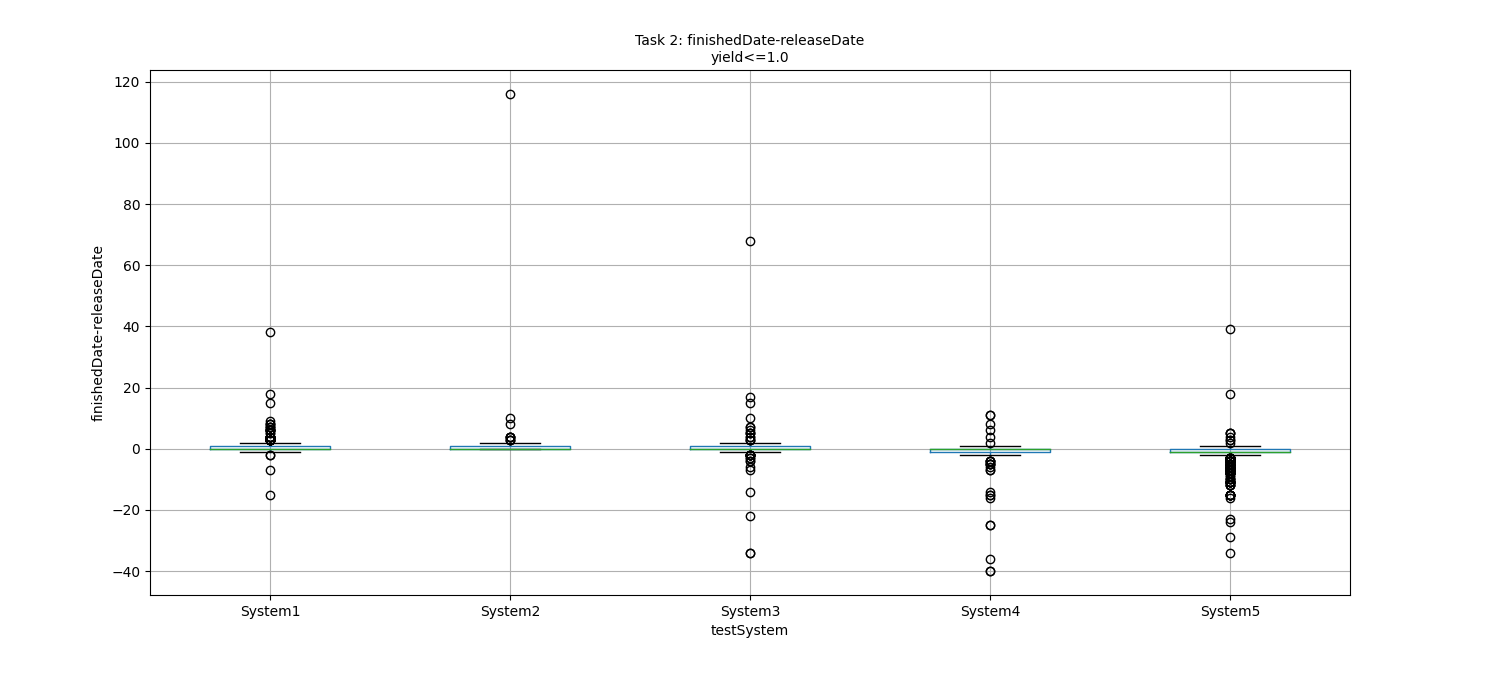 Task 2: finishedDate-releaseDate
yield<=1.0
120
100
80
60
40
20
0
−20
−40
finishedDate-releaseDate
System1
System2
System3
System4
System5
testSystem